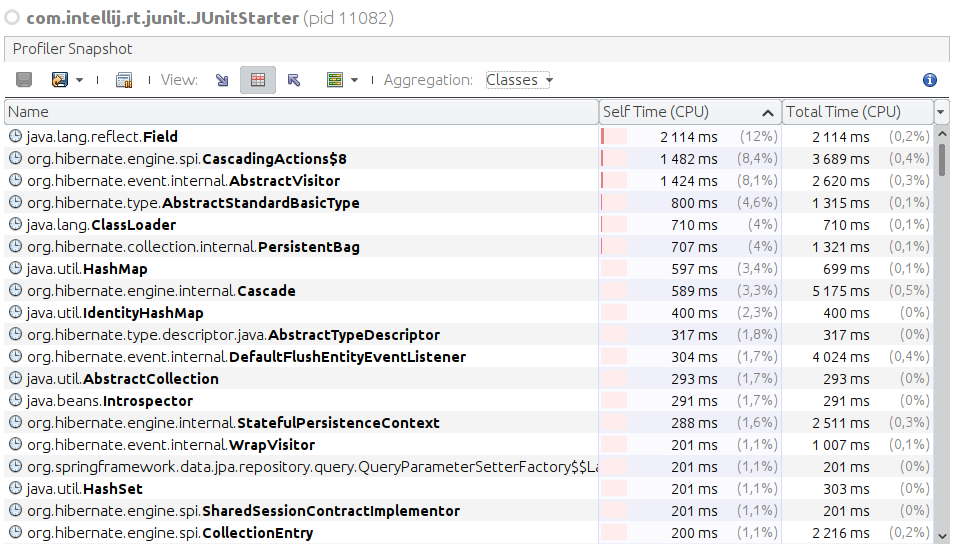 com.intellij.rt.junit.JUnitStarter (pid 11082)
Profiler Snapshot
View: Aggregation: Classes
Name Self Time (CPU) Total Time (CPU)
java.lang.reflect.Field 2 114 ms (12%) 2 114 ms (0,2%)
org.hibernate.engine.spi.CascadingActions$8 1 482 ms (8,4%) 3 689 ms (0,4%)
org.hibernate.event.internal.AbstractVisitor 1 424 ms (8,1%) 2 620 ms (0,3%)
org.hibernate.type.AbstractStandardBasicType 800 ms (4,6%) 1 315 ms (0,1%)
java.lang.ClassLoader 710 ms (4%) 710 ms (0,1%)
org.hibernate.collection.internal.PersistentBag 707 ms (4%) 1 321 ms (0,1%)
java.util.HashMap 597 ms (3,4%) 699 ms (0,1%)
org.hibernate.engine.internal.Cascade 589 ms (3,3%) 5 175 ms (0,5%)
java.util.IdentityHashMap 400 ms (2,3%) 400 ms (0%)
org.hibernate.type.descriptor.java.AbstractTypeDescriptor 317 ms (1,8%) 317 ms (0%)
org.hibernate.event.internal.DefaultFlushEntityEventListener 304 ms (1,7%) 4 024 ms (0,4%)
java.util.AbstractCollection 293 ms (1,7%) 293 ms (0%)
java.beans.Introspector 291 ms (1,7%) 291 ms (0%)
org.hibernate.engine.internal.StatefulPersistenceContext 288 ms (1,6%) 2 511 ms (0,3%)
org.hibernate.event.internal.WrapVisitor 201 ms (1,1%) 1 007 ms (0,1%)
org.springframework.data.jpa.repository.query.QueryParameterSetterFactory$$La 201 ms (1,1%) 201 ms (0%)
java.util.HashSet 201 ms (1,1%) 303 ms (0%)
org.hibernate.engine.spi.SharedSessionContractImplementor 201 ms (1,1%) 201 ms (0%)
org.hibernate.engine.spi.CollectionEntry 200 ms (1,1%) 2 216 ms (0,2%)